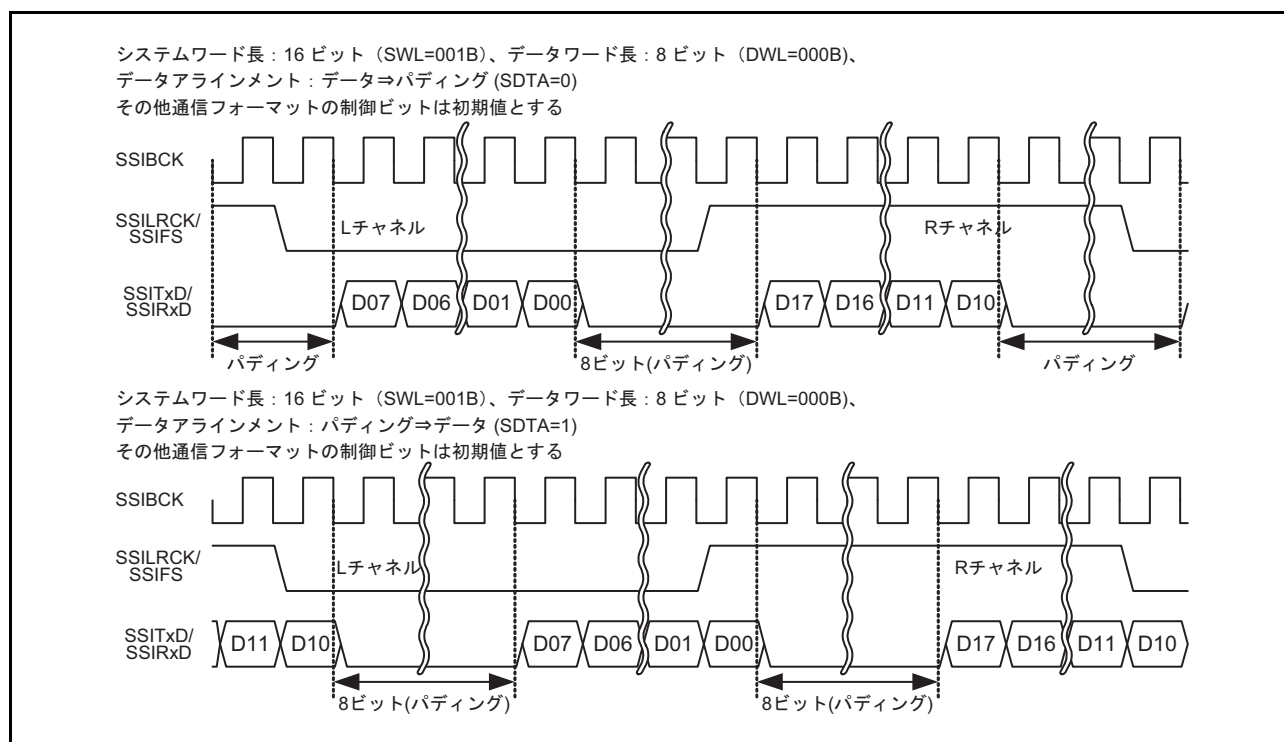 システムワード長：16 ビット（SWL=001B）、データワード長：8 ビット（DWL=000B）、
データアラインメント：データ⇒パディング (SDTA=0)
その他通信フォーマットの制御ビットは初期値とする
SSIBCK
SSILRCK/
SSIFS
Lチャネル
Rチャネル
SSITxD/
SSIRxD
D07 D06 D01 D00 D17 D16 D11 D10
パディング 8ビット(パディング) パディング
システムワード長：16 ビット（SWL=001B）、データワード長：8 ビット（DWL=000B）、
データアラインメント：パディング⇒データ (SDTA=1)
その他通信フォーマットの制御ビットは初期値とする
SSIBCK
SSILRCK/
SSIFS
Lチャネル
Rチャネル
SSITxD/
SSIRxD
D11 D10 D07 D06 D01 D00 D17 D16 D11 D10
8ビット(パディング) 8ビット(パディング)